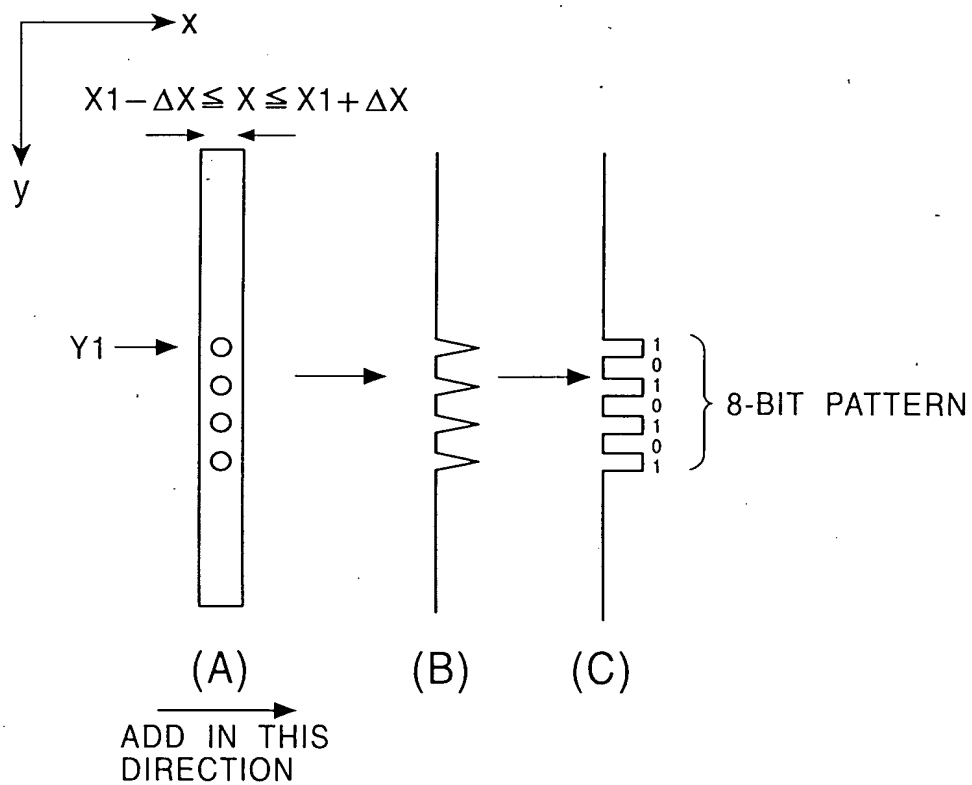 x
X1−ΔX≦ X ≦X1+ΔX
y
Y1
1
0
1
0
1
0
1
8-BIT PATTERN
(A)
(B)
(C)
ADD IN THIS
DIRECTION